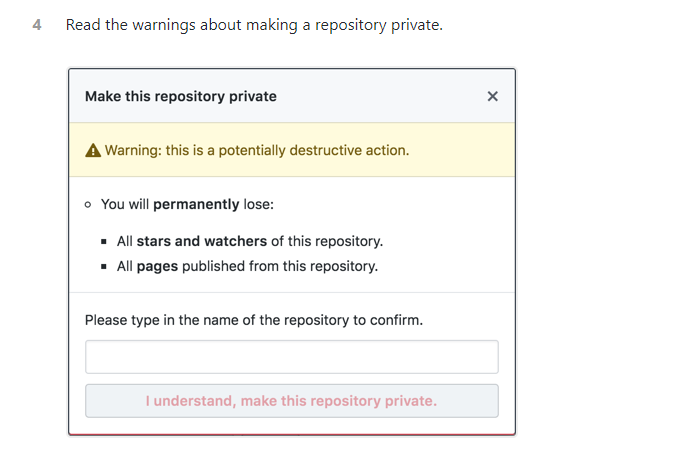 4 Read the warnings about making a repository private.
Make this repository private
Warning: this is a potentially destructive action.
You will permanently lose:
All stars and watchers of this repository.
All pages published from this repository.
Please type in the name of the repository to confirm.
I understand, make this repository private.